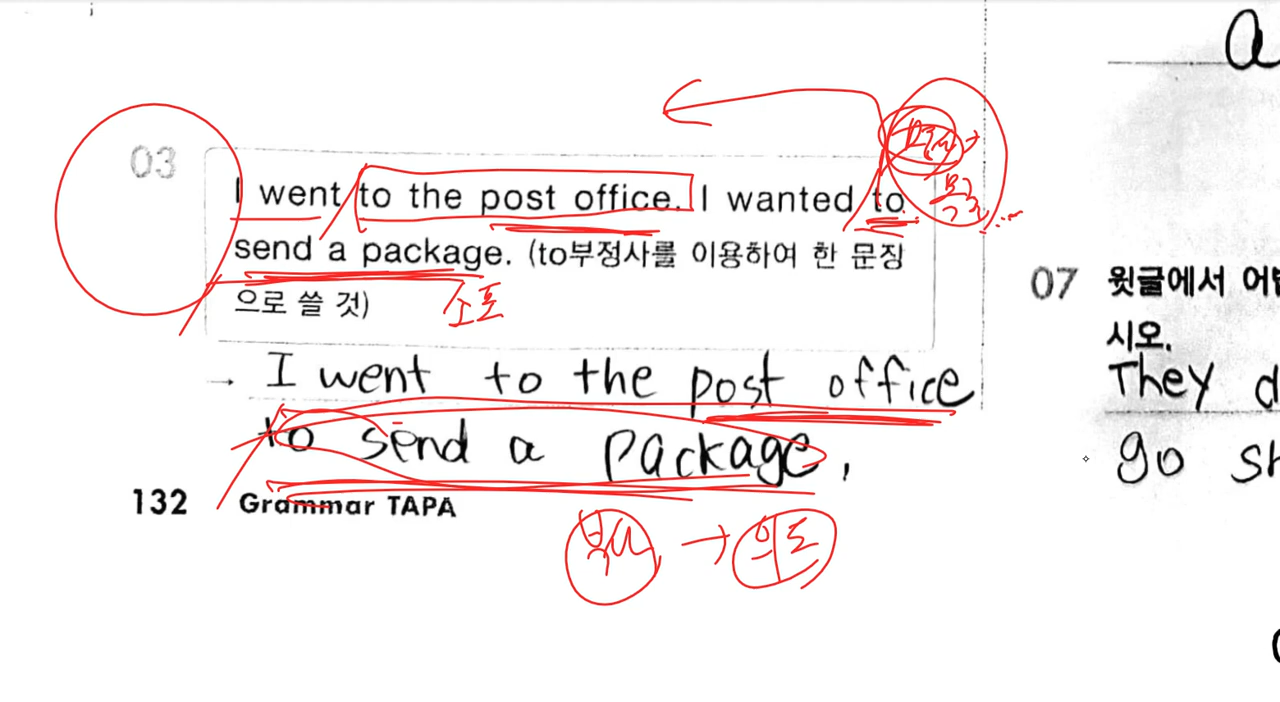 03
I went to the post office. I wanted to
send a package. (to부정사를 이용하여 한 문장
으로 쓸 것)
소포
명사→
목적
→ I went to the post office
to send a package,
132 Grammar TAPA
부사 → 의도
a
07 윗글에서 어법
시오.
They d
go sh